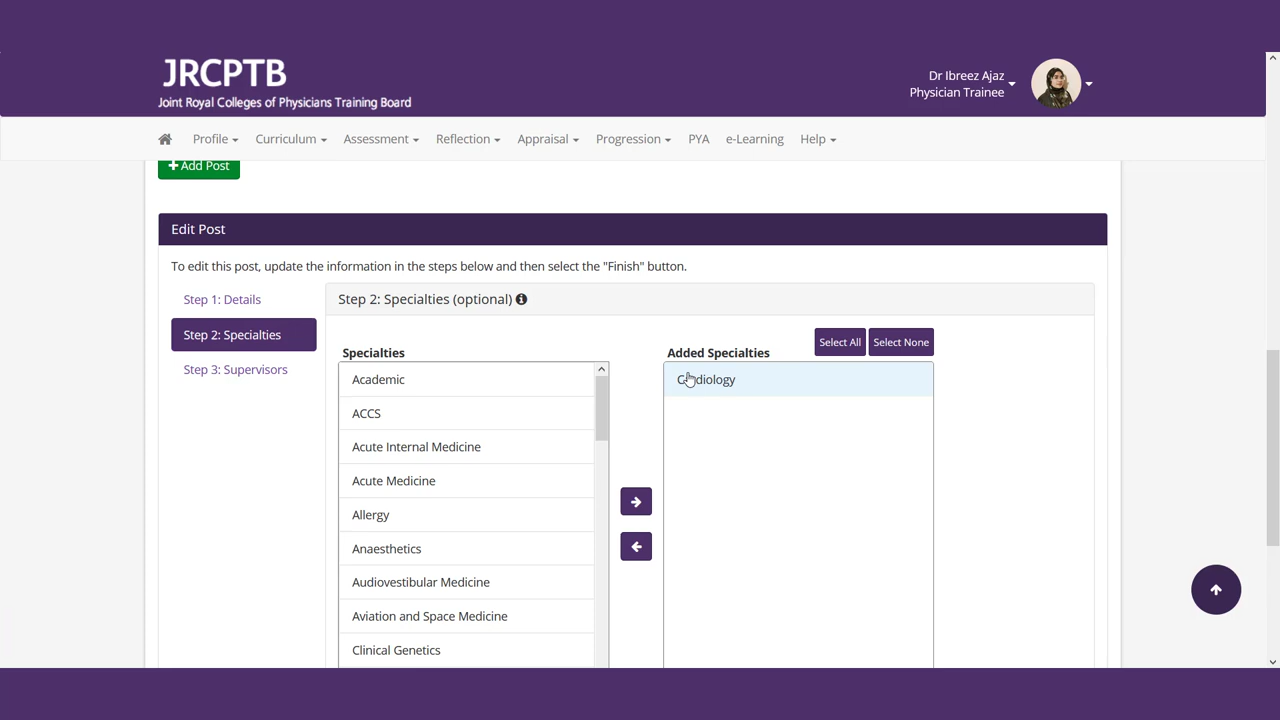 JRCPTB
Joint Royal Colleges of Physicians Training Board
Dr Ibreez Ajaz
Physician Trainee
Profile
Curriculum
Assessment
Reflection
Appraisal
Progression
PYA
e-Learning
Help
Add Post
Edit Post
To edit this post, update the information in the steps below and then select the "Finish" button.
Step 1: Details
Step 2: Specialties
Step 3: Supervisors
Step 2: Specialties (optional)
Specialties
Academic
ACCS
Acute Internal Medicine
Acute Medicine
Allergy
Anaesthetics
Audiovestibular Medicine
Aviation and Space Medicine
Clinical Genetics
Added Specialties
Select All
Select None
Cardiology